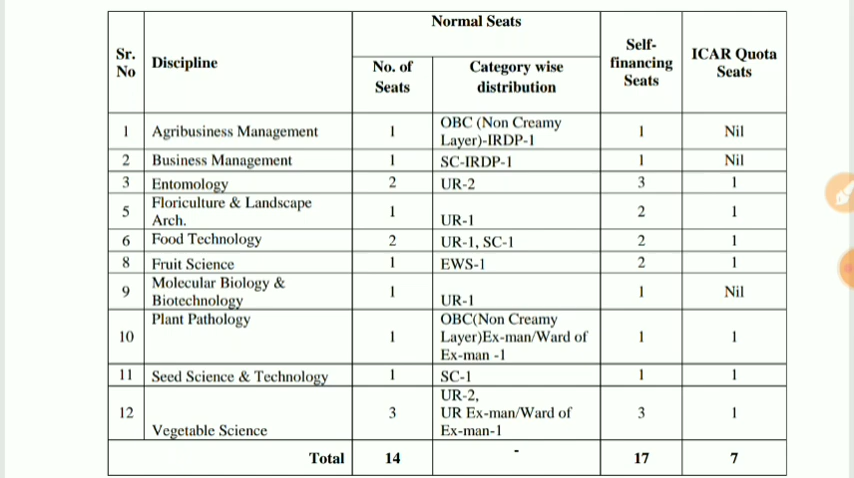 Normal Seats
Sr. No
Discipline
No. of Seats
Category wise distribution
Self-financing Seats
ICAR Quota Seats
1 Agribusiness Management 1 OBC (Non Creamy Layer)-IRDP-1 1 Nil
2 Business Management 1 SC-IRDP-1 1 Nil
3 Entomology 2 UR-2 3 1
5 Floriculture & Landscape Arch. 1 UR-1 2 1
6 Food Technology 2 UR-1, SC-1 2 1
8 Fruit Science 1 EWS-1 2 1
9 Molecular Biology & Biotechnology 1 UR-1 1 Nil
10 Plant Pathology 1 OBC(Non Creamy Layer)Ex-man/Ward of Ex-man -1 1 1
11 Seed Science & Technology 1 SC-1 1 1
12 Vegetable Science 3 UR-2, UR Ex-man/Ward of Ex-man-1 3 1
Total 14 - 17 7